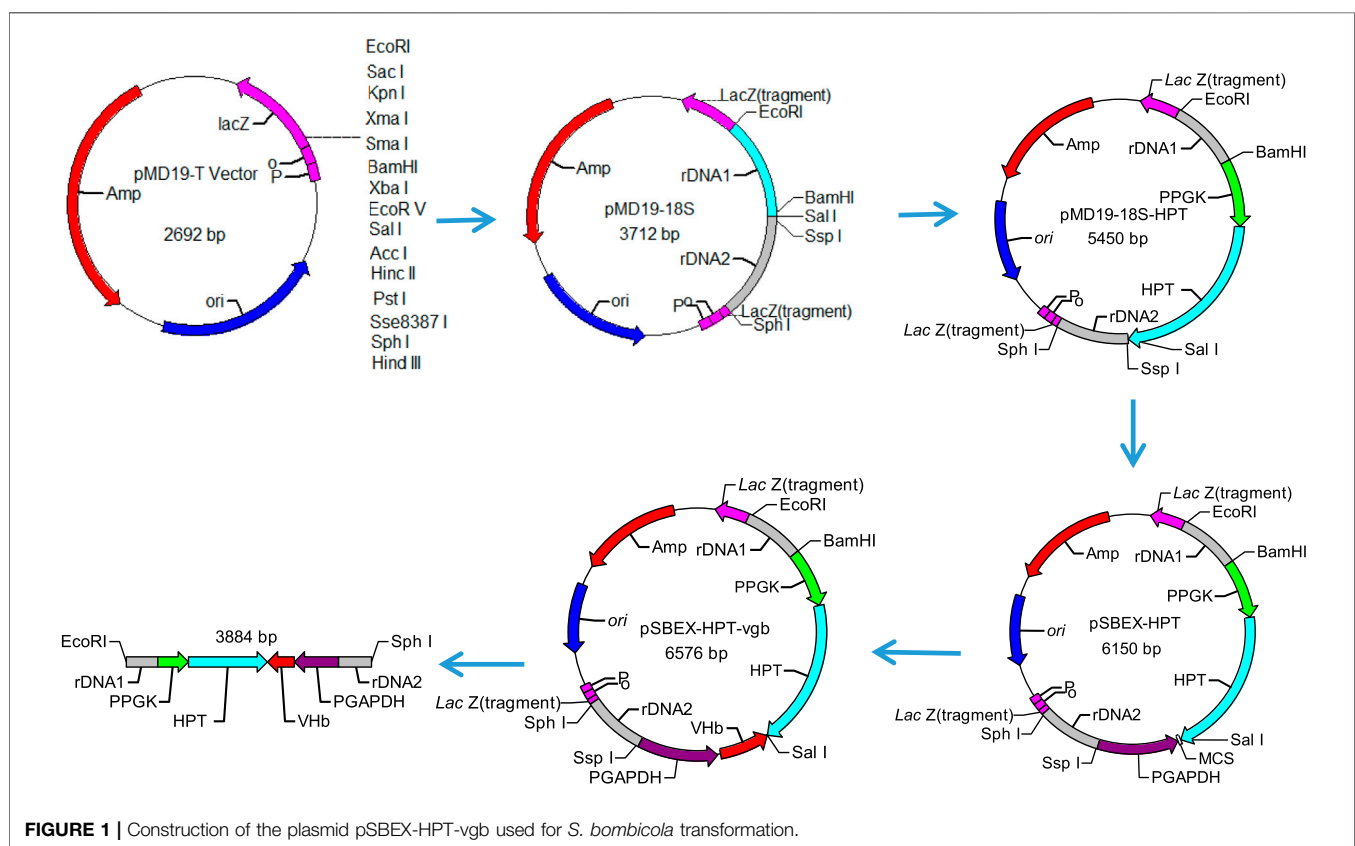 EcoRI
Sac I
Kpn I
Xma I
Sma I
BamHI
Xba I
EcoR V
Sal I
Acc I
Hinc II
Pst I
Sse8387 I
Sph I
Hind III
lacZ
O
P
pMD19-T Vector
Amp
2692 bp
ori
LacZ(tragment)
EcoRI
Amp
rDNA1
pMD19-18S
3712 bp
BamHI
Sal I
Ssp I
rDNA2
ori
P
O
LacZ(tragment)
Sph I
Lac Z(tragment)
EcoRI
Amp
rDNA1
BamHI
PPGK
pMD19-18S-HPT
5450 bp
ori
HPT
P
O
Lac Z(tragment)
rDNA2
Sph I
Sal I
Ssp I
Lac Z(tragment)
EcoRI
Amp
rDNA1
BamHI
PPGK
ori
pSBEX-HPT
6150 bp
HPT
P
O
Lac Z(tragment)
rDNA2
Sph I
Sal I
MCS
Ssp I
PGAPDH
Lac Z(tragment)
EcoRI
Amp
rDNA1
BamHI
PPGK
ori
pSBEX-HPT-vgb
6576 bp
HPT
P
O
Lac Z(tragment)
rDNA2
Sph I
VHb
Sal I
Ssp I
PGAPDH
EcoRI
3884 bp
Sph I
rDNA1
rDNA2
PPGK
PGAPDH
HPT
VHb
FIGURE 1 | Construction of the plasmid pSBEX-HPT-vgb used for S. bombicola transformation.